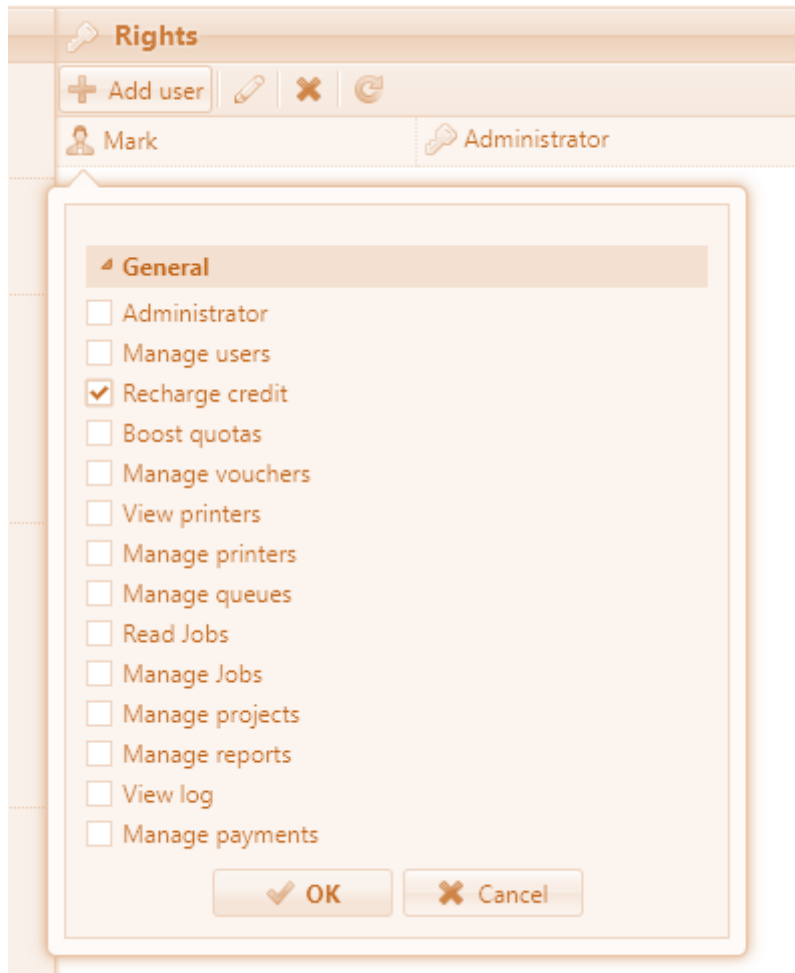 Rights
Add user
Mark Administrator
General
Administrator
Manage users
Recharge credit
Boost quotas
Manage vouchers
View printers
Manage printers
Manage queues
Read Jobs
Manage Jobs
Manage projects
Manage reports
View log
Manage payments
OK Cancel